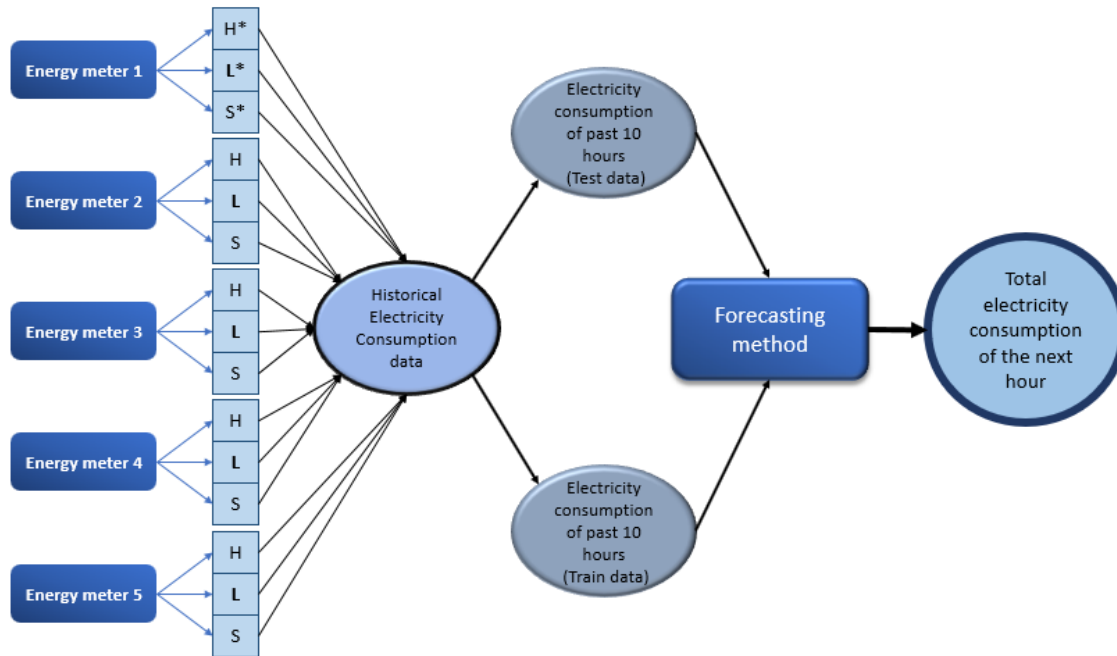 Energy meter 1
H*
L*
S*
Energy meter 2
H
L
S
Energy meter 3
H
L
S
Energy meter 4
H
L
S
Energy meter 5
H
L
S
Historical
Electricity
Consumption
data
Electricity
consumption
of past 10
hours
(Test data)
Electricity
consumption
of past 10
hours
(Train data)
Forecasting
method
Total
electricity
consumption
of the next
hour